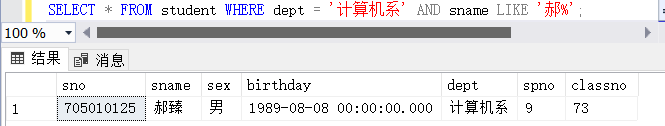 SELECT * FROM student WHERE dept = '计算机系' AND sname LIKE '郝%';
100 %
结果 消息
sno sname sex birthday dept spno classno
1 705010125 郝臻 男 1989-08-08 00:00:00.000 计算机系 9 73